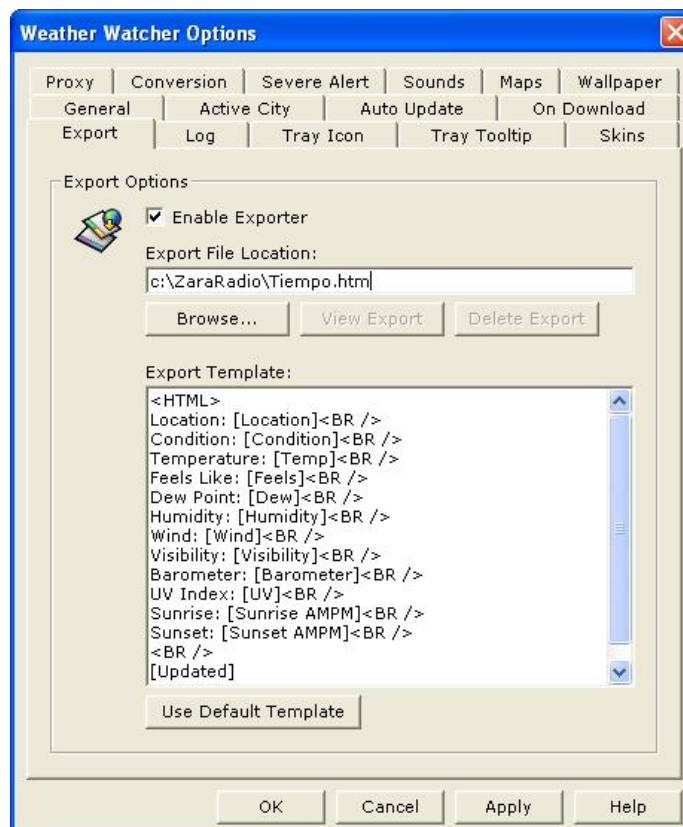 Weather Watcher Options
Proxy Conversion Severe Alert Sounds Maps Wallpaper
General Active City Auto Update On Download
Export Log Tray Icon Tray Tooltip Skins
Export Options
Enable Exporter
Export File Location:
c:\ZaraRadio\Tiempo.htm
Browse... View Export Delete Export
Export Template:
<HTML>
Location: [Location]<BR />
Condition: [Condition]<BR />
Temperature: [Temp]<BR />
Feels Like: [Feels]<BR />
Dew Point: [Dew]<BR />
Humidity: [Humidity]<BR />
Wind: [Wind]<BR />
Visibility: [Visibility]<BR />
Barometer: [Barometer]<BR />
UV Index: [UV]<BR />
Sunrise: [Sunrise AMPM]<BR />
Sunset: [Sunset AMPM]<BR />
<BR />
[Updated]
Use Default Template
OK Cancel Apply Help